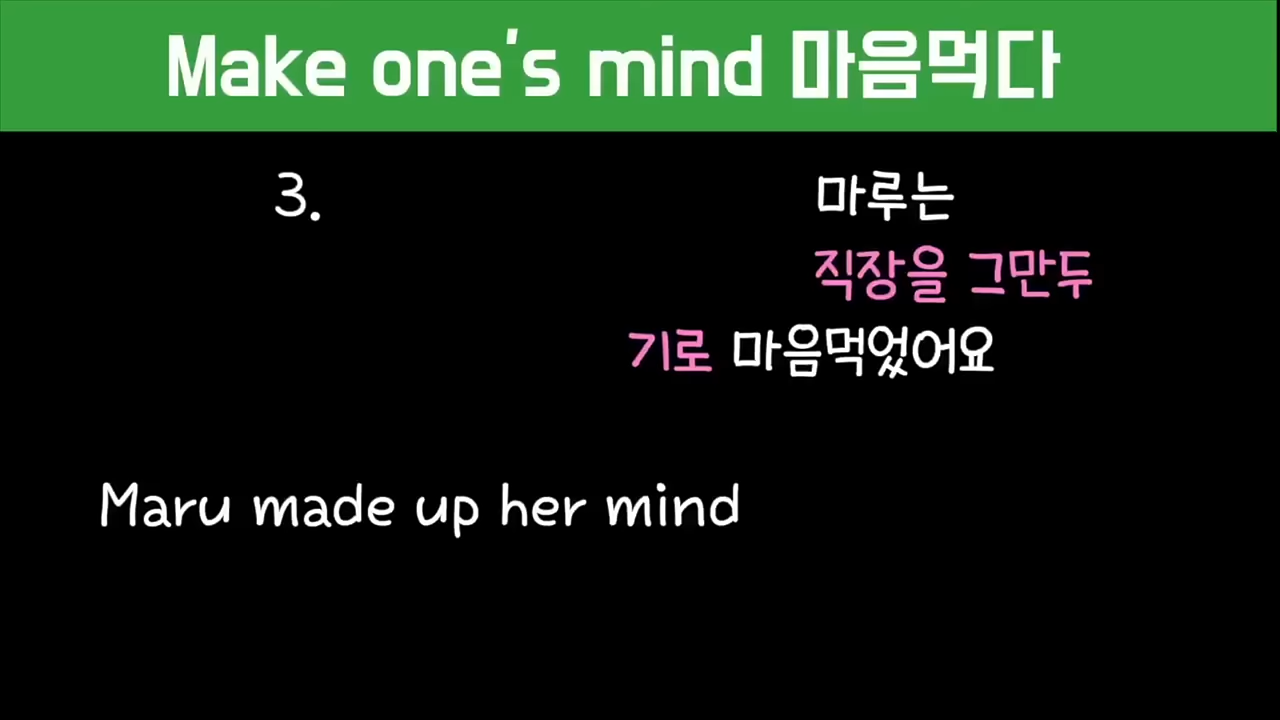 Make one's mind 마음먹다
3.
마루는
직장을 그만두
기로 마음먹었어요
Maru made up her mind